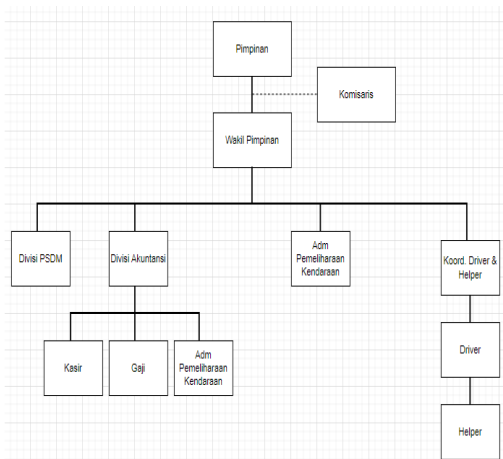 Pimpinan
Komisaris
Wakil Pimpinan
Divisi PSDM
Divisi Akuntansi
Adm
Pemeliharaan
Kendaraan
Koord. Driver &
Helper
Kasir
Gaji
Adm
Pemeliharaan
Kendaraan
Driver
Helper